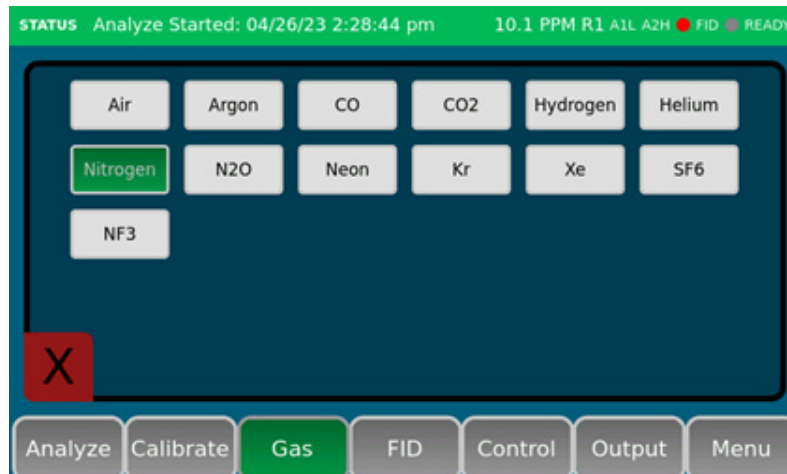 STATUS Analyze Started: 04/26/23 2:28:44 pm 10.1 PPM R1 A1L A2H FID READY
Air Argon CO CO2 Hydrogen Helium
Nitrogen N2O Neon Kr Xe SF6
NF3
X
Analyze Calibrate Gas FID Control Output Menu